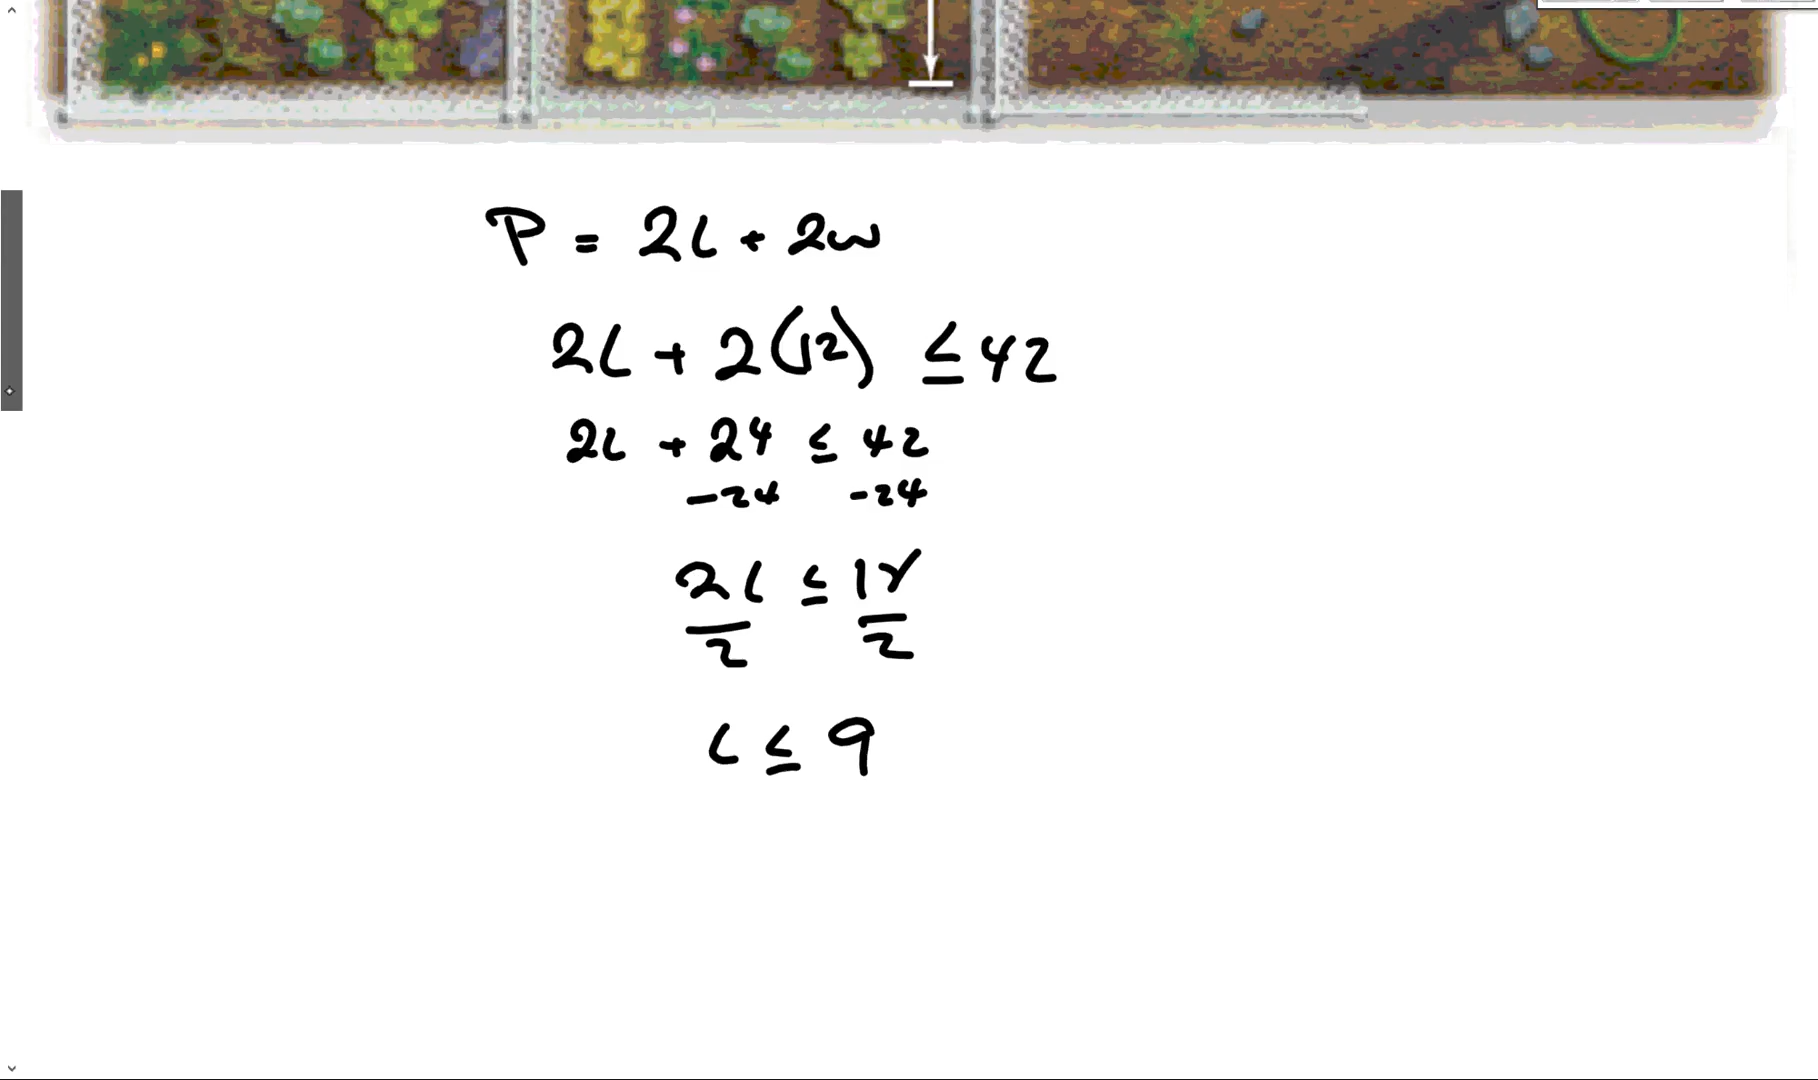 P = 2L + 2w
2L + 2(12) ≤ 42
2L + 24 ≤ 42
-24 -24
2L ≤ 18
2 2
L ≤ 9